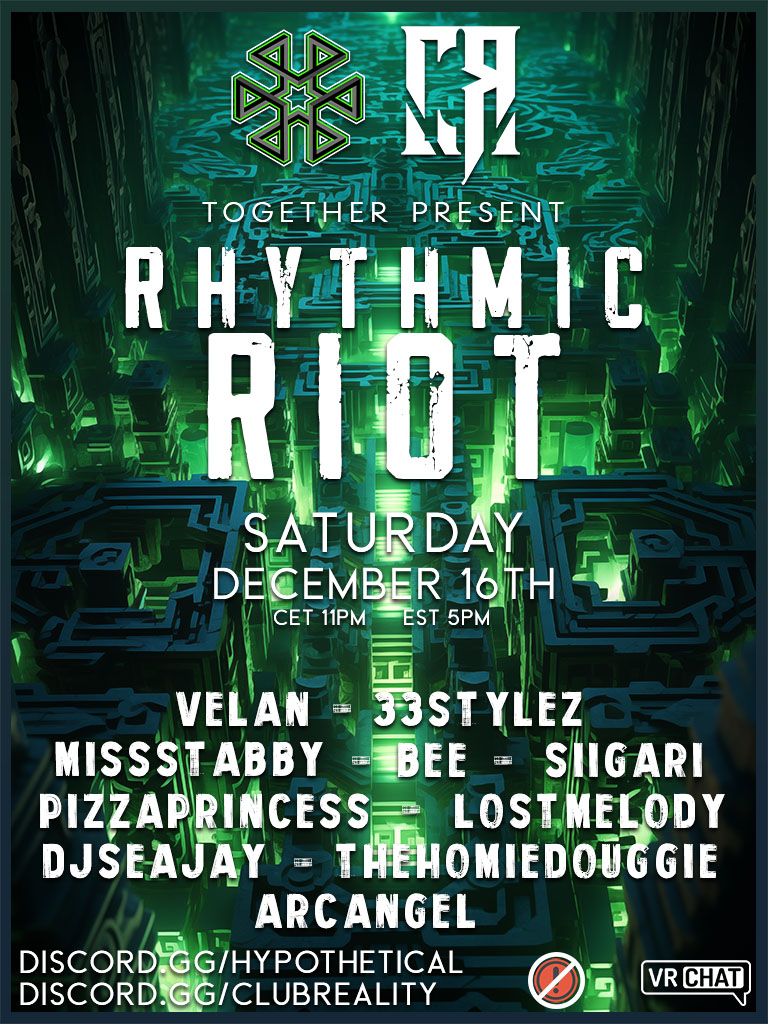 CR
TOGETHER PRESENT
RHYTHMIC
RIOT
SATURDAY
DECEMBER 16TH
CET 11PM EST 5PM
VELAN - 33STYLEZ
MISSSTABBY - BEE - SIIGARI
PIZZAPRINCESS - LOSTMELODY
DJSEAJAY - THEHOMIEDOUGGIE
ARCANGEL
DISCORD.GG/HYPOTHETICAL
DISCORD.GG/CLUBREALITY
VRCHAT